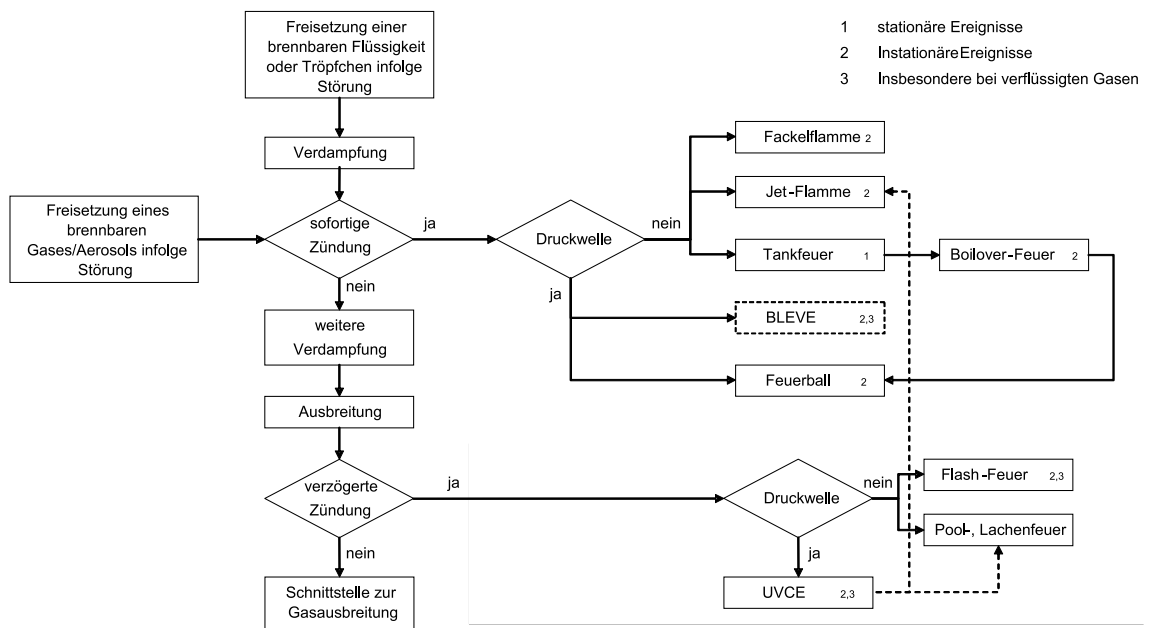 Freisetzung einer
brennbaren Flüssigkeit
oder Tröpfchen infolge
Störung
1 stationäre Ereignisse
2 Instationäre Ereignisse
3 Insbesondere bei verflüssigten Gasen
Verdampfung
Fackelflamme 2
Freisetzung eines
brennbaren
Gases/Aerosols infolge
Störung
sofortige
Zündung
ja
Druckwelle
nein
Jet-Flamme 2
Tankfeuer 1
Boilover-Feuer 2
nein
ja
weitere
Verdampfung
BLEVE 2,3
Feuerball 2
Ausbreitung
verzögerte
Zündung
ja
Druckwelle
nein
Flash-Feuer 2,3
Pool-, Lachenfeuer
nein
ja
Schnittstelle zur
Gasausbreitung
UVCE 2,3